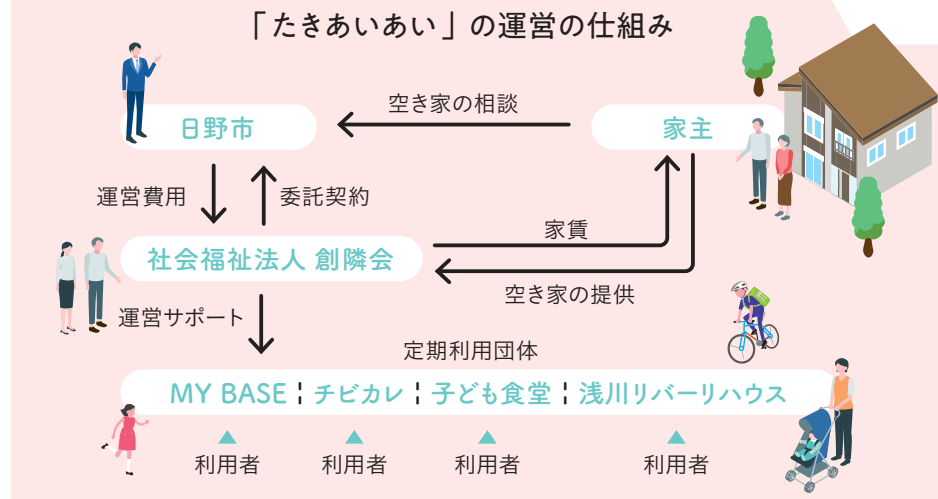 「たきあいあい」の運営の仕組み
空き家の相談
日野市
家主
運営費用
委託契約
家賃
社会福祉法人 創隣会
空き家の提供
運営サポート
定期利用団体
MY BASE ¦ チビカレ ¦ 子ども食堂 ¦ 浅川リバーリハウス
利用者 利用者 利用者 利用者